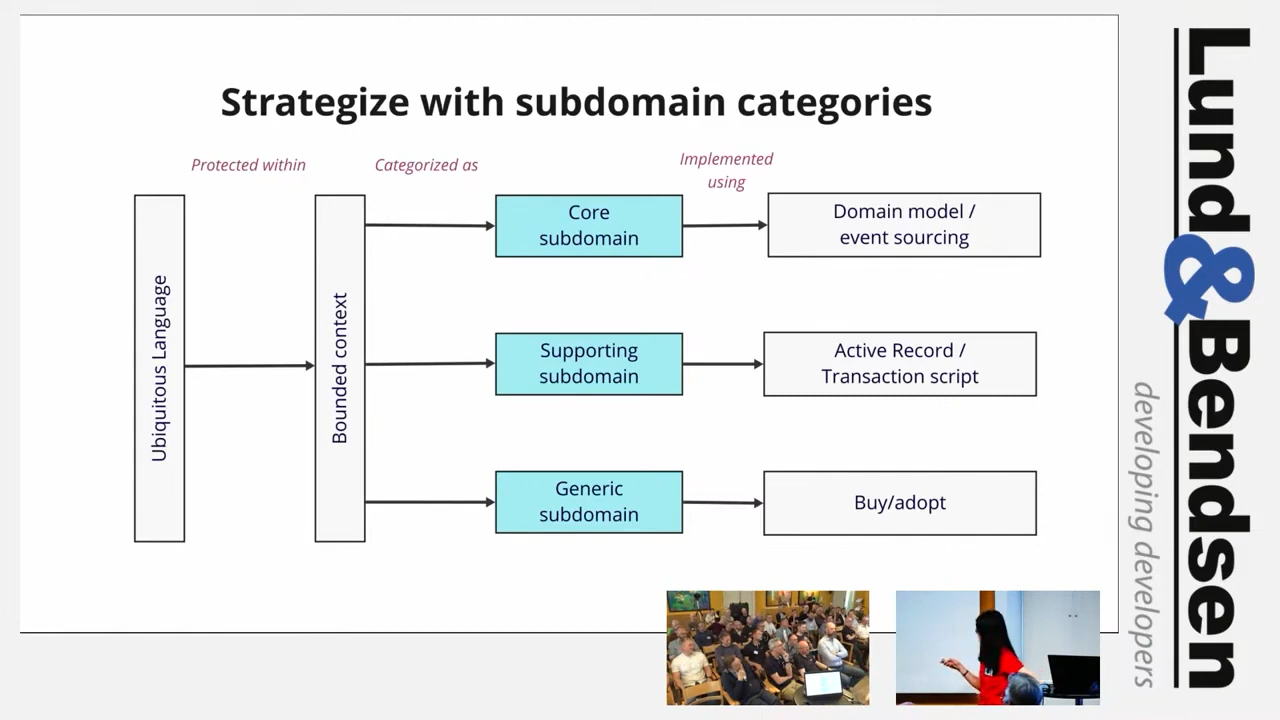 Strategize with subdomain categories
Protected within
Categorized as
Implemented
using
Ubiquitous Language
Bounded context
Core
subdomain
Domain model /
event sourcing
Supporting
subdomain
Active Record /
Transaction script
Generic
subdomain
Buy/adopt
Lund&Bendsen
developing developers